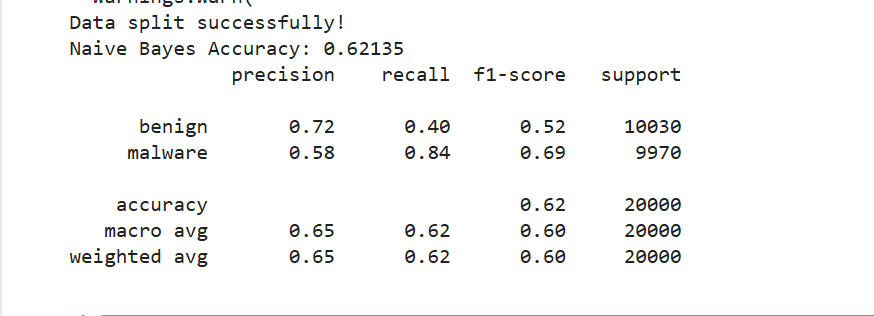 warnings.warn(
Data split successfully!
Naive Bayes Accuracy: 0.62135
precision recall f1-score support
benign 0.72 0.40 0.52 10030
malware 0.58 0.84 0.69 9970
accuracy 0.62 20000
macro avg 0.65 0.62 0.60 20000
weighted avg 0.65 0.62 0.60 20000